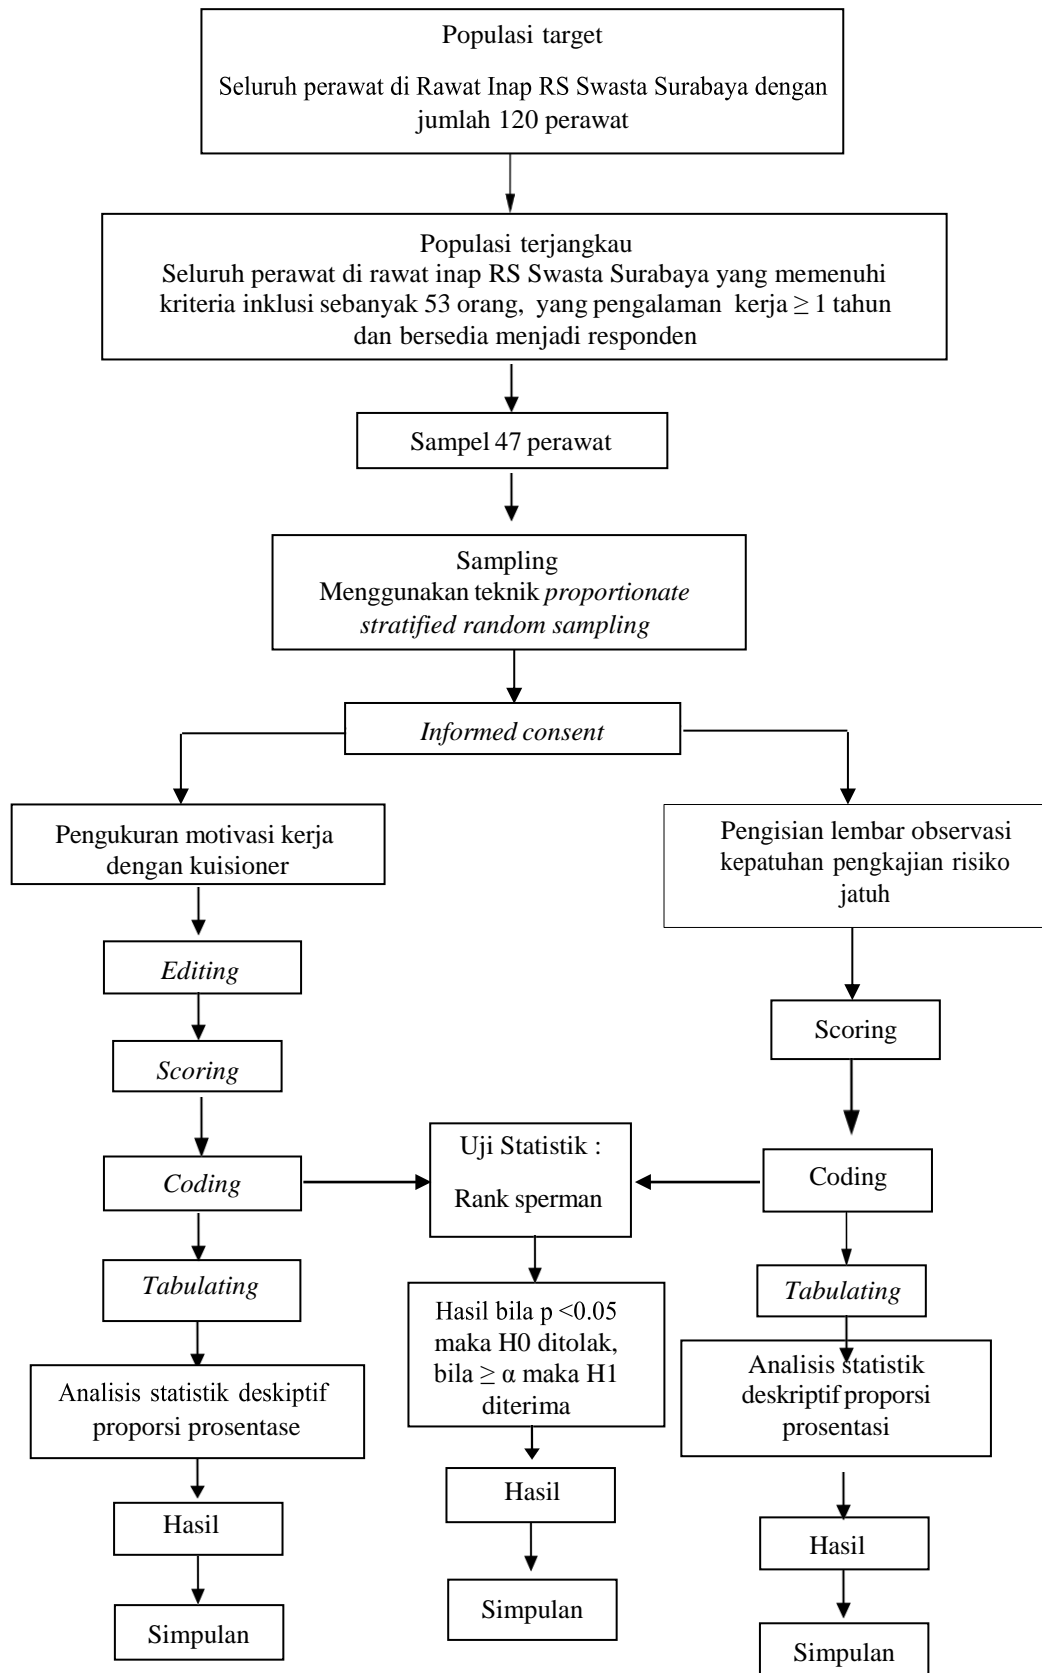 Populasi target
Seluruh perawat di Rawat Inap RS Swasta Surabaya dengan
jumlah 120 perawat
Populasi terjangkau
Seluruh perawat di rawat inap RS Swasta Surabaya yang memenuhi
kriteria inklusi sebanyak 53 orang, yang pengalaman kerja ≥ 1 tahun
dan bersedia menjadi responden
Sampel 47 perawat
Sampling
Menggunakan teknik proportionate
stratified random sampling
Informed consent
Pengukuran motivasi kerja
dengan kuisioner
Editing
Scoring
Coding
Tabulating
Analisis statistik deskiptif
proporsi prosentase
Hasil
Simpulan
Uji Statistik :
Rank sperman
Hasil bila p <0.05
maka H0 ditolak,
bila ≥ α maka H1
diterima
Hasil
Simpulan
Pengisian lembar observasi
kepatuhan pengkajian risiko
jatuh
Scoring
Coding
Tabulating
Analisis statistik
deskriptif proporsi
prosentasi
Hasil
Simpulan